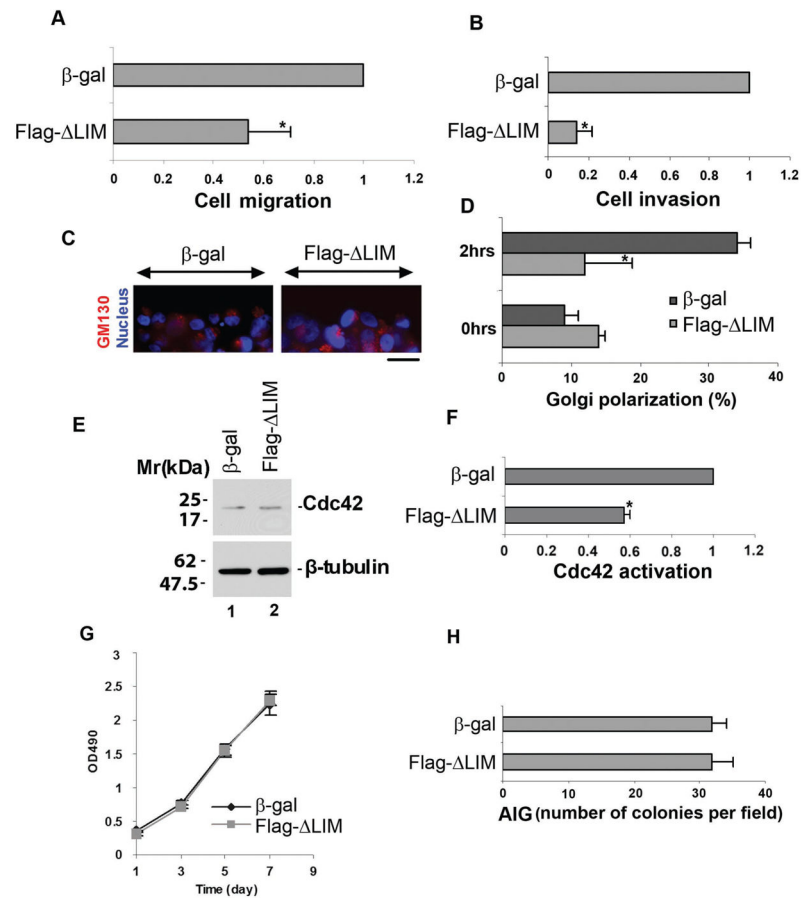 A
β-gal
Flag-ΔLIM
*
0 0.2 0.4 0.6 0.8 1 1.2
Cell migration
B
β-gal
Flag-ΔLIM
*
0 0.2 0.4 0.6 0.8 1 1.2
Cell invasion
C
β-gal
Flag-ΔLIM
GM130
Nucleus
D
2hrs
*
0hrs
β-gal
Flag-ΔLIM
0 10 20 30 40
Golgi polarization (%)
E
β-gal
Flag-ΔLIM
Mr(kDa)
25-
17-
-Cdc42
62 -
47.5-
-β-tubulin
1 2
F
β-gal
Flag-ΔLIM
*
0 0.2 0.4 0.6 0.8 1 1.2
Cdc42 activation
G
3
2.5
2
1.5
1
0.5
0
OD490
β-gal
Flag-ΔLIM
1 3 5 7 9
Time (day)
H
β-gal
Flag-ΔLIM
0 10 20 30 40
AIG (number of colonies per field)